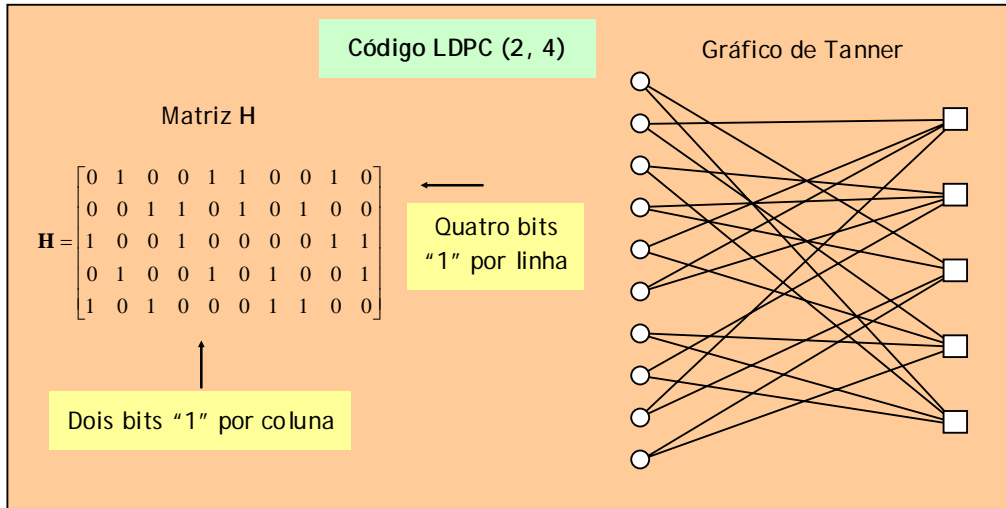 Código LDPC (2, 4)
Gráfico de Tanner
Matriz H
H =
0 1 0 0 1 1 0 0 1 0
0 0 1 1 0 1 0 1 0 0
1 0 0 1 0 0 0 0 1 1
0 1 0 0 1 0 1 0 0 1
1 0 1 0 0 0 1 1 0 0
Quatro bits
“1” por linha
Dois bits “1” por coluna